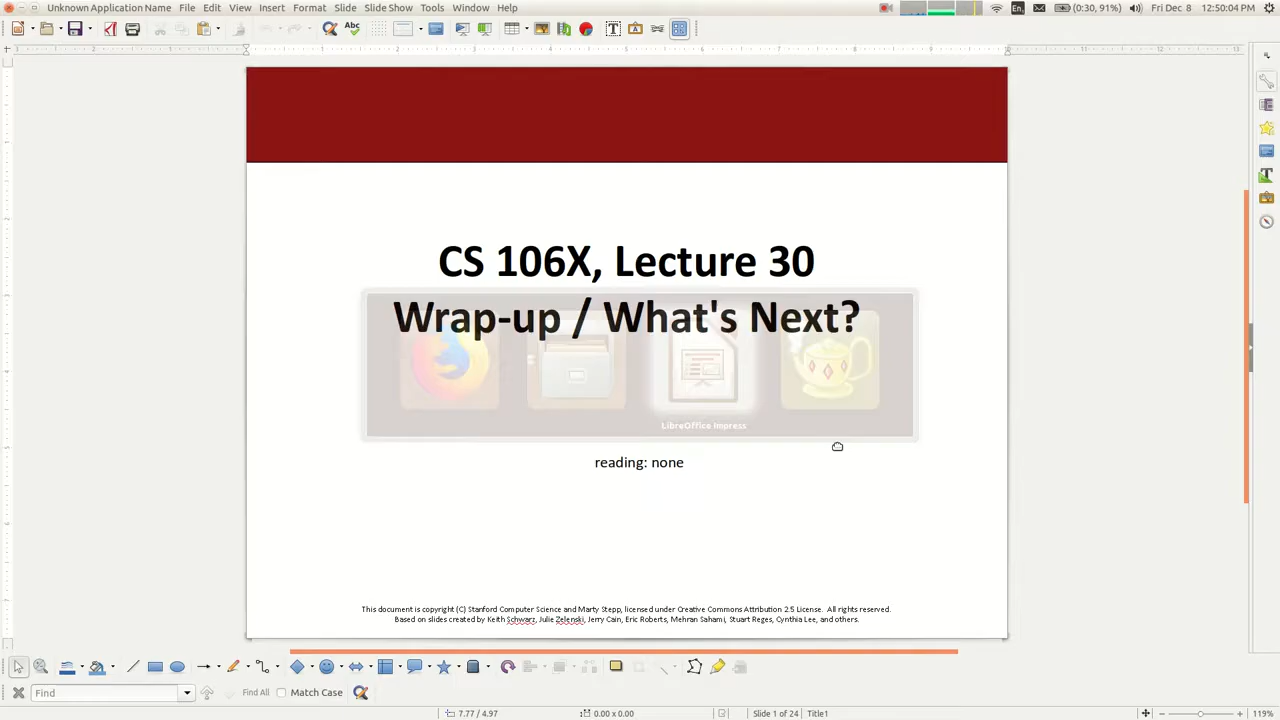 Unknown Application Name File Edit View Insert Format Slide Slide Show Tools Window Help
En (0:30, 91%) Fri Dec 8 12:50:04 PM
Abc
CS 106X, Lecture 30
Wrap-up / What's Next?
LibreOffice Impress
reading: none
This document is copyright (C) Stanford Computer Science and Marty Stepp, licensed under Creative Commons Attribution 2.5 License. All rights reserved.
Based on slides created by Keith Schwarz, Julie Zelenski, Jerry Cain, Eric Roberts, Mehran Sahami, Stuart Reges, Cynthia Lee, and others.
Find Find All Match Case
7.77 / 4.97 0.00 x 0.00 Slide 1 of 24 Title1 119%